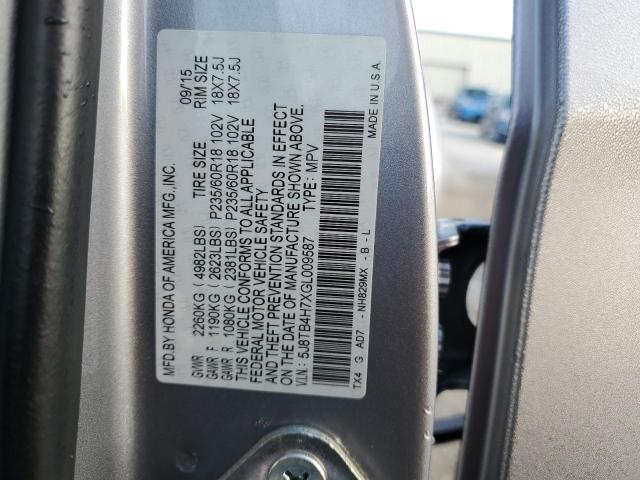 MFD.BY HONDA OF AMERICA MFG.,INC. 09/15
GVWR 2260KG ( 4982LBS) TIRE SIZE RIM SIZE
GAWR F 1190KG ( 2623LBS) P235/60R18 102V 18X7.5J
GAWR R 1080KG ( 2381LBS) P235/60R18 102V 18X7.5J
THIS VEHICLE CONFORMS TO ALL APPLICABLE
FEDERAL MOTOR VEHICLE SAFETY
AND THEFT PREVENTION STANDARDS IN EFFECT
ON THE DATE OF MANUFACTURE SHOWN ABOVE.
V.I.N.: 5J8TB4H7XGL009587 TYPE: MPV
TX4 G AD7 - NH829MX - B - L MADE IN U.S.A.